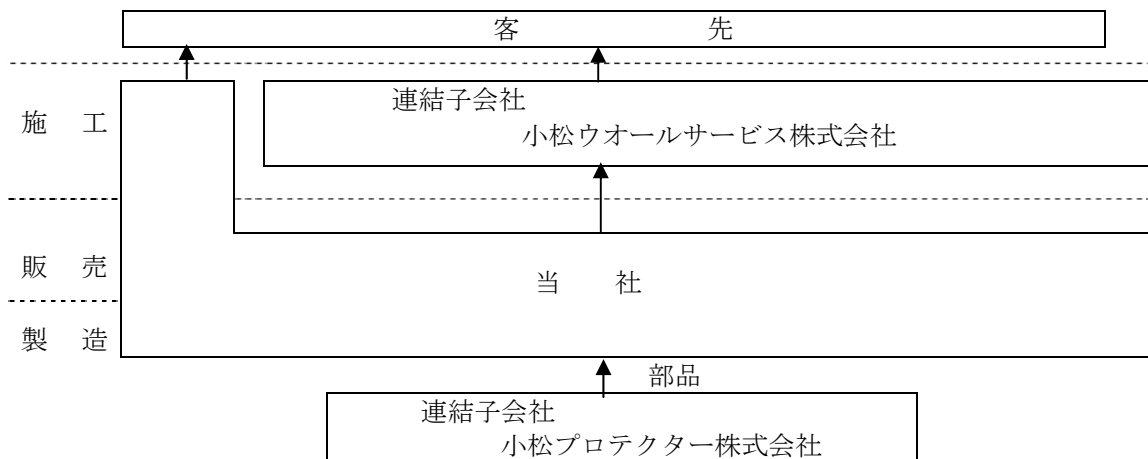 客　　先
施　工
連結子会社
小松ウオールサービス株式会社
販　売
当　　社
製　造
部品
連結子会社
小松プロテクター株式会社